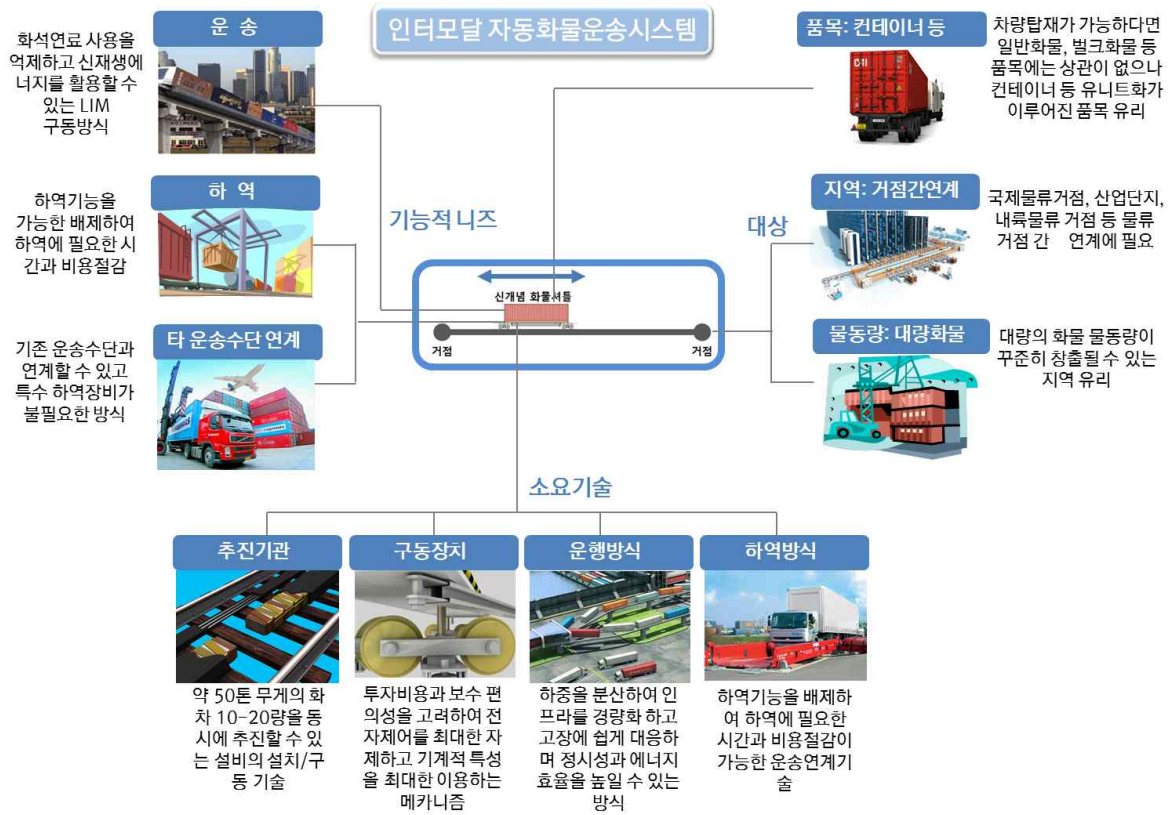 인터모달 자동화물운송시스템
운 송
화석연료 사용을
억제하고 신재생에
너지를 활용할 수
있는 LIM
구동방식
하 역
하역기능을
가능한 배제하여
하역에 필요한 시
간과 비용절감
타 운송수단 연계
기존 운송수단과
연계할 수 있고
특수 하역장비가
불필요한 방식
기능적 니즈
대상
품목: 컨테이너 등
차량탑재가 가능하다면
일반화물, 벌크화물 등
품목에는 상관이 없으나
컨테이너 등 유니트화가
이루어진 품목 유리
지역: 거점간연계
국제물류거점, 산업단지,
내륙물류 거점 등 물류
거점 간 연계에 필요
물동량: 대량화물
대량의 화물 물동량이
꾸준히 창출될 수 있는
지역 유리
신개념 화물셔틀
거점
거점
소요기술
추진기관
약 50톤 무게의 화
차 10-20량을 동
시에 추진할 수 있
는 설비의 설치/구
동 기술
구동장치
투자비용과 보수 편
의성을 고려하여 전
자제어를 최대한 자
제하고 기계적 특성
을 최대한 이용하는
메카니즘
운행방식
하중을 분산하여 인
프라를 경량화 하고
고장에 쉽게 대응하
며 정시성과 에너지
효율을 높일 수 있는
방식
하역방식
하역기능을 배제하
여 하역에 필요한
시간과 비용절감이
가능한 운송연계기
술